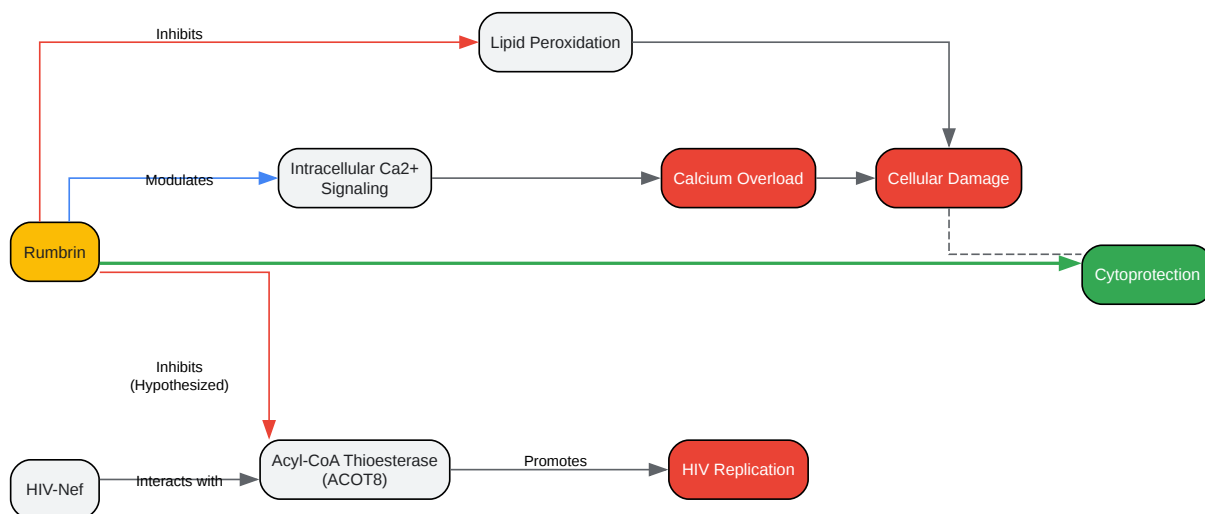 Inhibits
Lipid Peroxidation
Intracellular Ca2+
Signaling
Modulates
Calcium Overload
Cellular Damage
Rumbrin
Cytoprotection
Inhibits
(Hypothesized)
Acyl-CoA Thioesterase
(ACOT8)
Promotes
HIV Replication
HIV-Nef
Interacts with